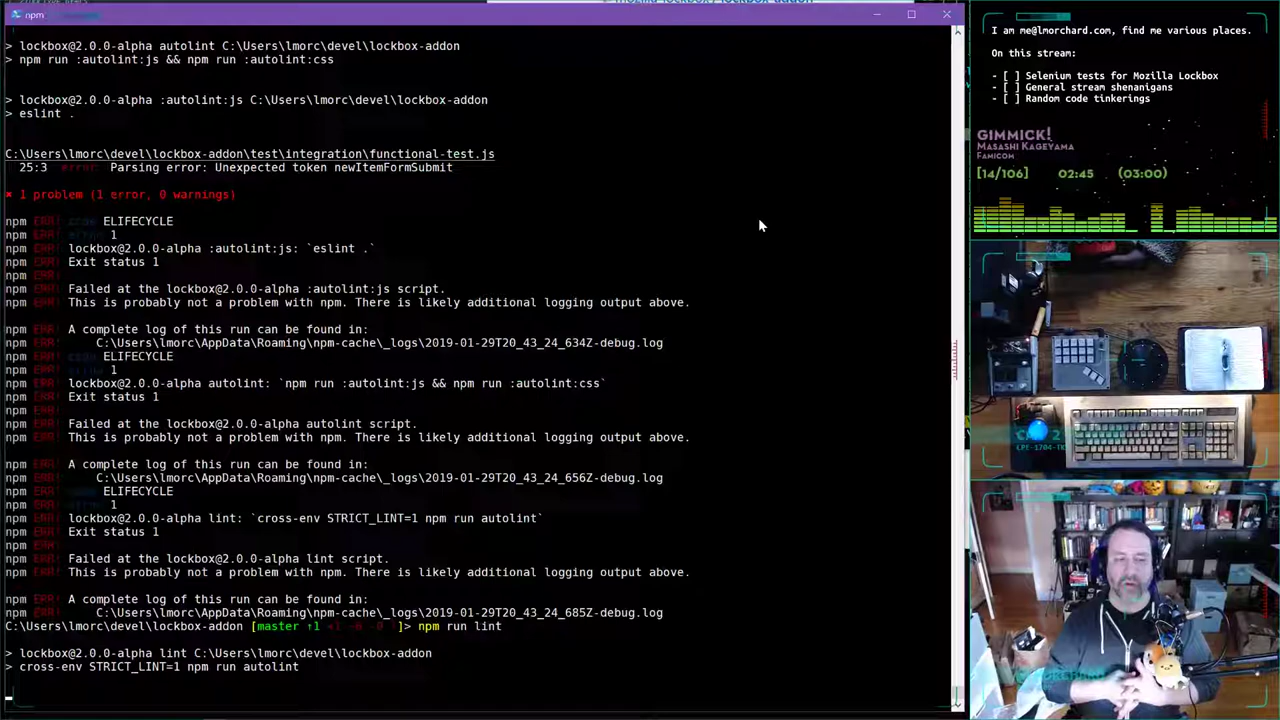 npm
> lockbox@2.0.0-alpha autolint C:\Users\lmorc\devel\lockbox-addon
> npm run :autolint:js && npm run :autolint:css
> lockbox@2.0.0-alpha :autolint:js C:\Users\lmorc\devel\lockbox-addon
> eslint .
C:\Users\lmorc\devel\lockbox-addon\test\integration\functional-test.js
25:3 error Parsing error: Unexpected token newItemFormSubmit
✖ 1 problem (1 error, 0 warnings)
npm ERR! code ELIFECYCLE
npm ERR! errno 1
npm ERR! lockbox@2.0.0-alpha :autolint:js: `eslint .`
npm ERR! Exit status 1
npm ERR!
npm ERR! Failed at the lockbox@2.0.0-alpha :autolint:js script.
npm ERR! This is probably not a problem with npm. There is likely additional logging output above.
npm ERR! A complete log of this run can be found in:
npm ERR! C:\Users\lmorc\AppData\Roaming\npm-cache\_logs\2019-01-29T20_43_24_634Z-debug.log
npm ERR! code ELIFECYCLE
npm ERR! errno 1
npm ERR! lockbox@2.0.0-alpha autolint: `npm run :autolint:js && npm run :autolint:css`
npm ERR! Exit status 1
npm ERR!
npm ERR! Failed at the lockbox@2.0.0-alpha autolint script.
npm ERR! This is probably not a problem with npm. There is likely additional logging output above.
npm ERR! A complete log of this run can be found in:
npm ERR! C:\Users\lmorc\AppData\Roaming\npm-cache\_logs\2019-01-29T20_43_24_656Z-debug.log
npm ERR! code ELIFECYCLE
npm ERR! errno 1
npm ERR! lockbox@2.0.0-alpha lint: `cross-env STRICT_LINT=1 npm run autolint`
npm ERR! Exit status 1
npm ERR!
npm ERR! Failed at the lockbox@2.0.0-alpha lint script.
npm ERR! This is probably not a problem with npm. There is likely additional logging output above.
npm ERR! A complete log of this run can be found in:
npm ERR! C:\Users\lmorc\AppData\Roaming\npm-cache\_logs\2019-01-29T20_43_24_685Z-debug.log
C:\Users\lmorc\devel\lockbox-addon [master ↑1 +1 ~0 -0 ]> npm run lint
> lockbox@2.0.0-alpha lint C:\Users\lmorc\devel\lockbox-addon
> cross-env STRICT_LINT=1 npm run autolint
I am me@lmorchard.com, find me various places.
On this stream:
- [ ] Selenium tests for Mozilla Lockbox
- [ ] General stream shenanigans
- [ ] Random code tinkerings
GIMMICK!
MASASHI KAGEYAMA
FAMICOM
[14/106] 02:45 (03:00)